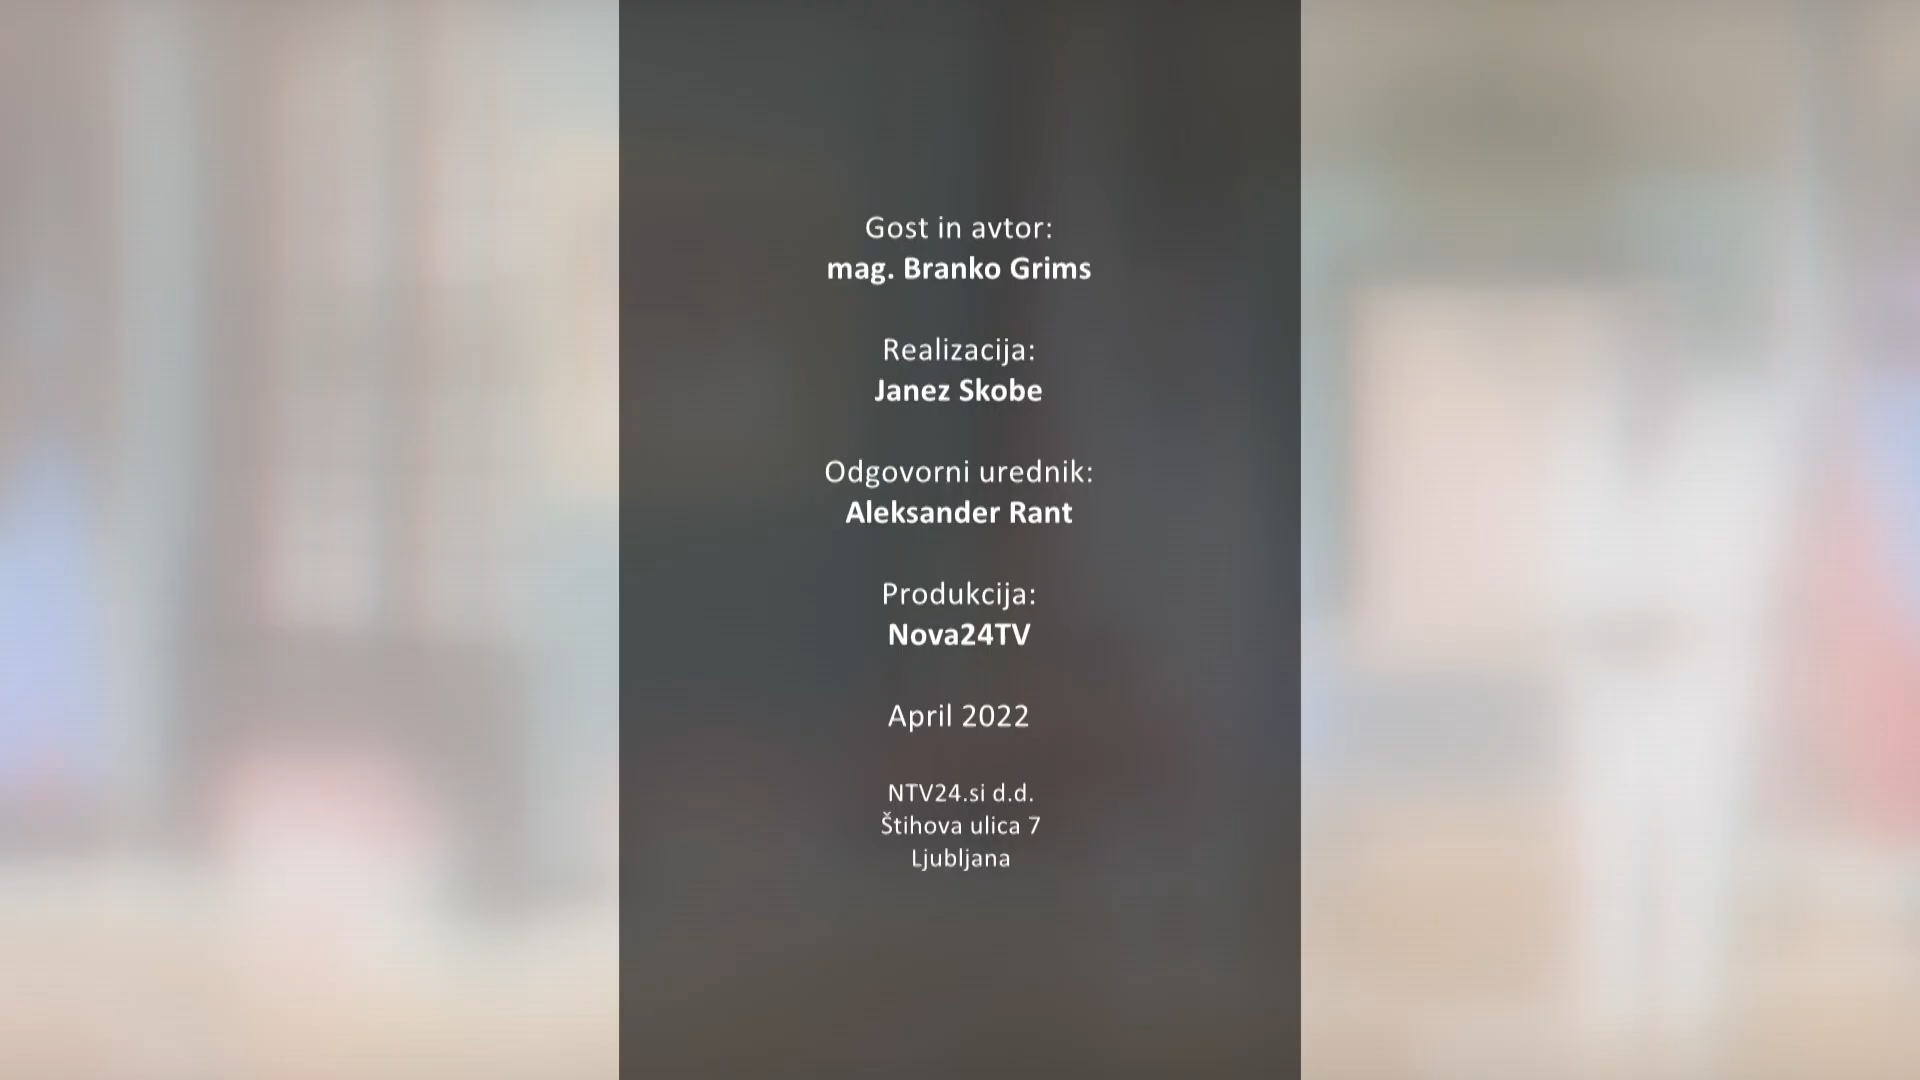 Gost in avtor:
mag. Branko Grims
Realizacija:
Janez Skobe
Odgovorni urednik:
Aleksander Rant
Produkcija:
Nova24TV
April 2022
NTV24.si d.d.
Štihova ulica 7
Ljubljana